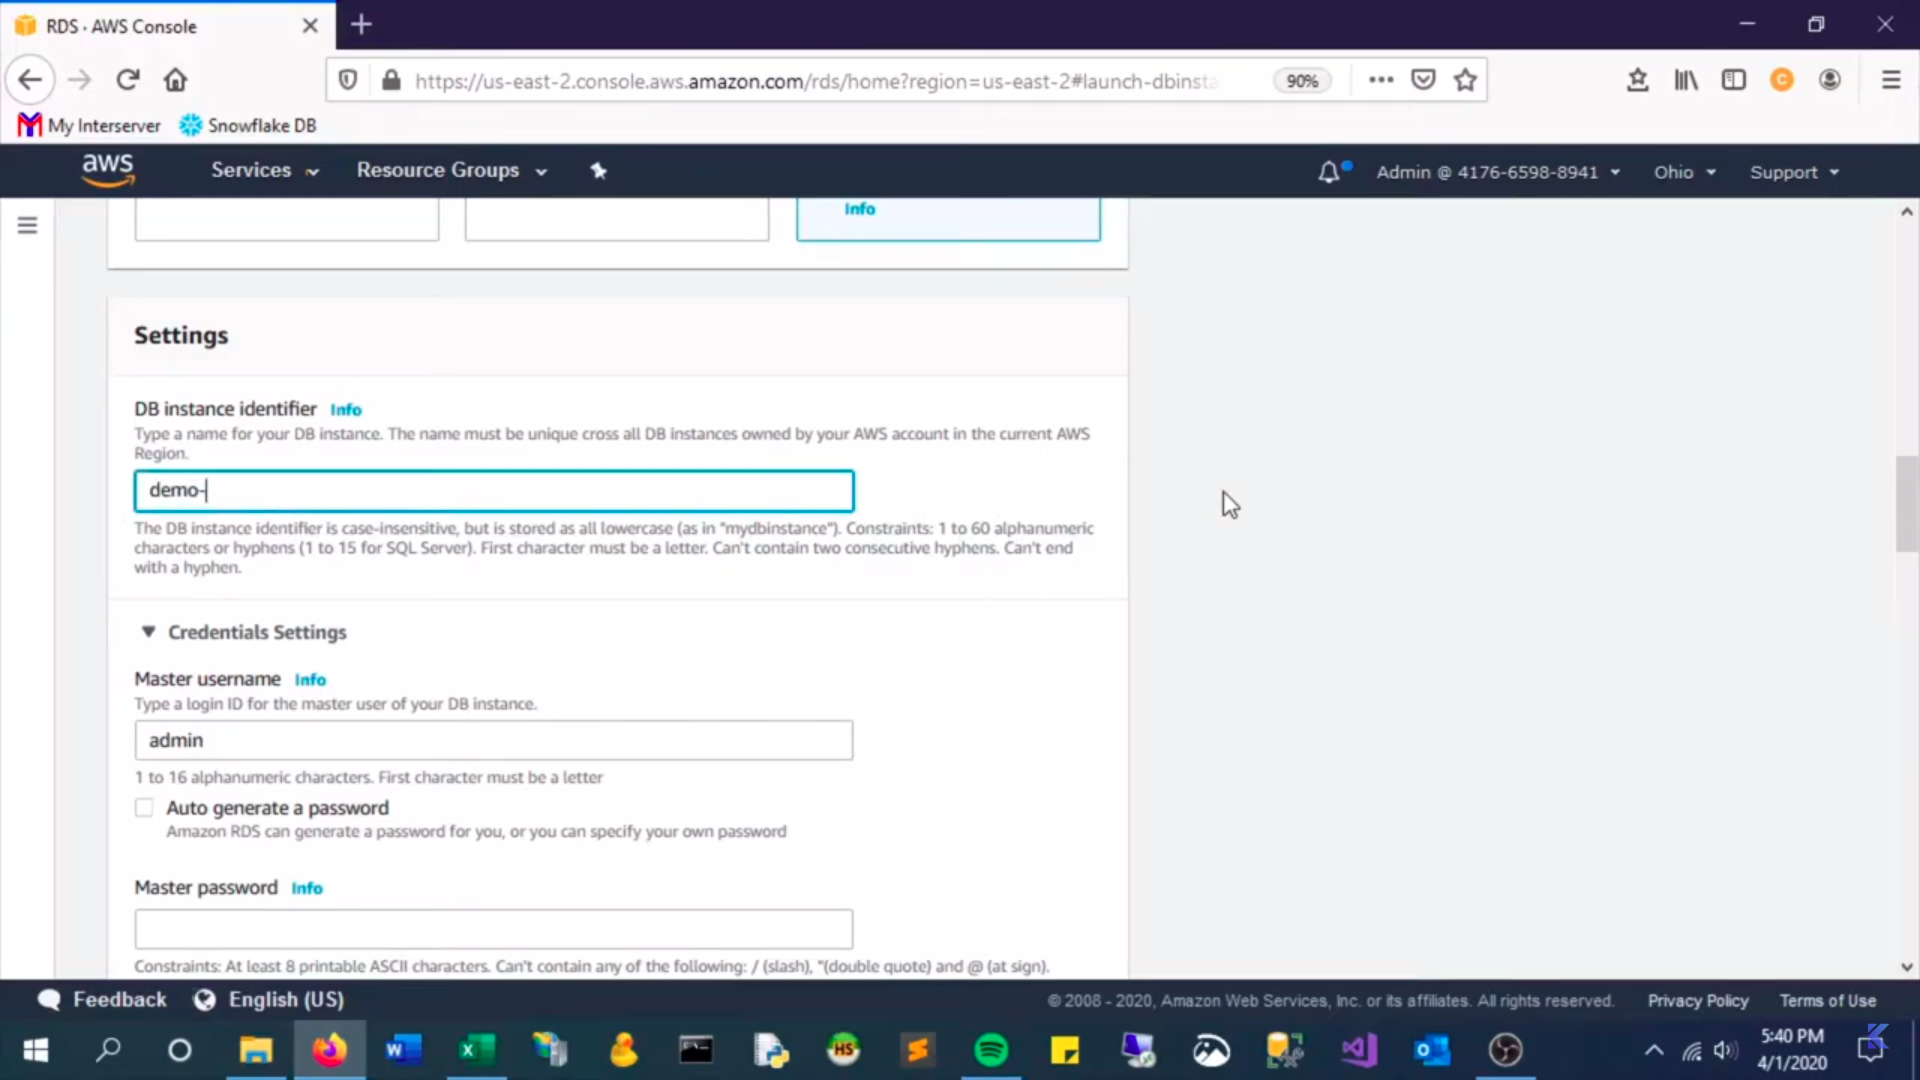 RDS · AWS Console
https://us-east-2.console.aws.amazon.com/rds/home?region=us-east-2#launch-dbinsta
90%
My Interserver
Snowflake DB
aws
Services
Resource Groups
Admin @ 4176-6598-8941
Ohio
Support
Info
Settings
DB instance identifier Info
Type a name for your DB instance. The name must be unique cross all DB instances owned by your AWS account in the current AWS
Region.
demo-
The DB instance identifier is case-insensitive, but is stored as all lowercase (as in "mydbinstance"). Constraints: 1 to 60 alphanumeric
characters or hyphens (1 to 15 for SQL Server). First character must be a letter. Can't contain two consecutive hyphens. Can't end
with a hyphen.
Credentials Settings
Master username Info
Type a login ID for the master user of your DB instance.
admin
1 to 16 alphanumeric characters. First character must be a letter
Auto generate a password
Amazon RDS can generate a password for you, or you can specify your own password
Master password Info
Constraints: At least 8 printable ASCII characters. Can't contain any of the following: / (slash), "(double quote) and @ (at sign).
Feedback
English (US)
© 2008 - 2020, Amazon Web Services, Inc. or its affiliates. All rights reserved.
Privacy Policy
Terms of Use
HS
5:40 PM
4/1/2020